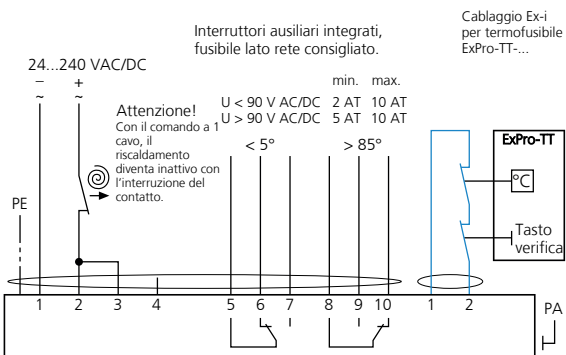 Interruttori ausiliari integrati,
fusibile lato rete consigliato.
Cablaggio Ex-i
per termofusibile
ExPro-TT-...
24...240 VAC/DC
– +
~ ~
min. max.
U < 90 V AC/DC 2 AT 10 AT
U > 90 V AC/DC 5 AT 10 AT
< 5° > 85°
Attenzione!
Con il comando a 1
cavo, il
riscaldamento
diventa inattivo con
l’interruzione del
contatto.
ExPro-TT
°C
Tasto
verifica
PE
1 2 3 4 5 6 7 8 9 10 1 2
PA